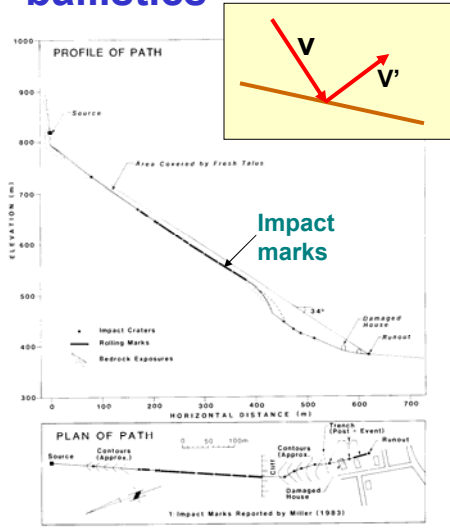 PROFILE OF PATH
V
V'
1000
900
800
700
600
500
400
300
ELEVATION (m)
Source
Area Covered by Fresh Talus
Impact
marks
34°
Damaged
House
Runout
Impact Craters
Rolling Marks
Bedrock Exposures
0
100
200
300
400
500
600
700
HORIZONTAL DISTANCE (m)
PLAN OF PATH
0 50 100m
Trench
(Post - Event)
Source
Contours
(Approx.)
Cliff
Contours
(Approx.)
Runout
Damaged
House
1 Impact Marks Reported by Miller (1983)